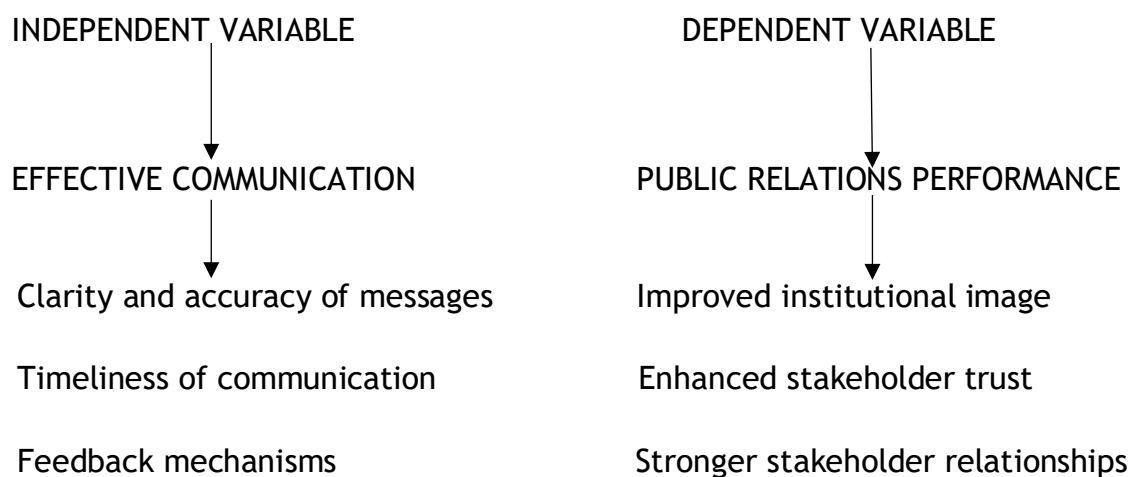 INDEPENDENT VARIABLE DEPENDENT VARIABLE
EFFECTIVE COMMUNICATION PUBLIC RELATIONS PERFORMANCE
Clarity and accuracy of messages Improved institutional image
Timeliness of communication Enhanced stakeholder trust
Feedback mechanisms Stronger stakeholder relationships